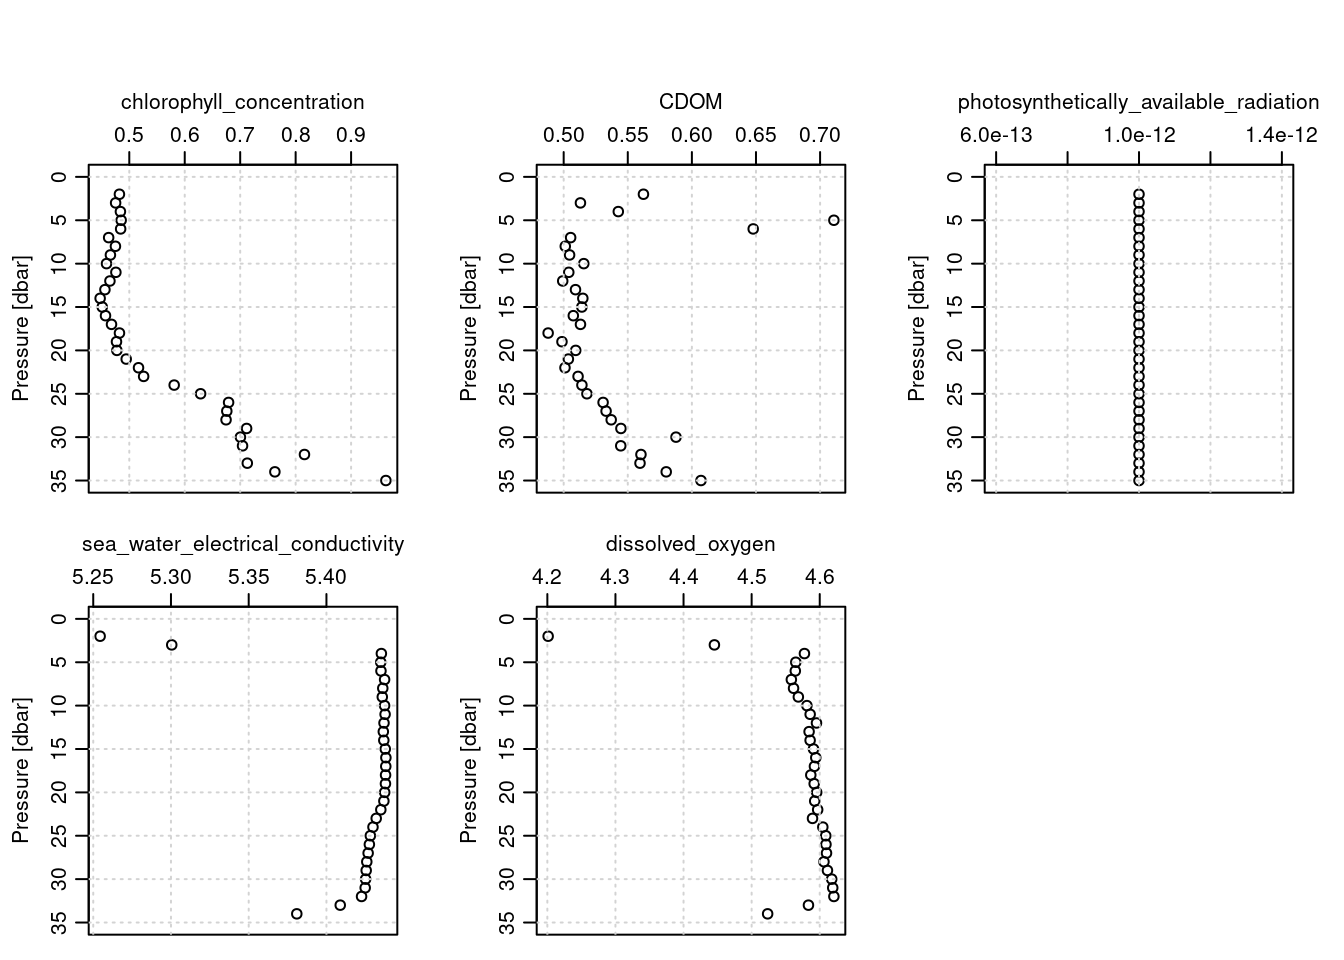 chlorophyll_concentration
0.5 0.6 0.7 0.8 0.9
Pressure [dbar]
0 5 10 15 20 25 30 35
CDOM
0.50 0.55 0.60 0.65 0.70
Pressure [dbar]
0 5 10 15 20 25 30 35
photosynthetically_available_radiation
6.0e-13 1.0e-12 1.4e-12
Pressure [dbar]
0 5 10 15 20 25 30 35
sea_water_electrical_conductivity
5.25 5.30 5.35 5.40
Pressure [dbar]
0 5 10 15 20 25 30 35
dissolved_oxygen
4.2 4.3 4.4 4.5 4.6
Pressure [dbar]
0 5 10 15 20 25 30 35